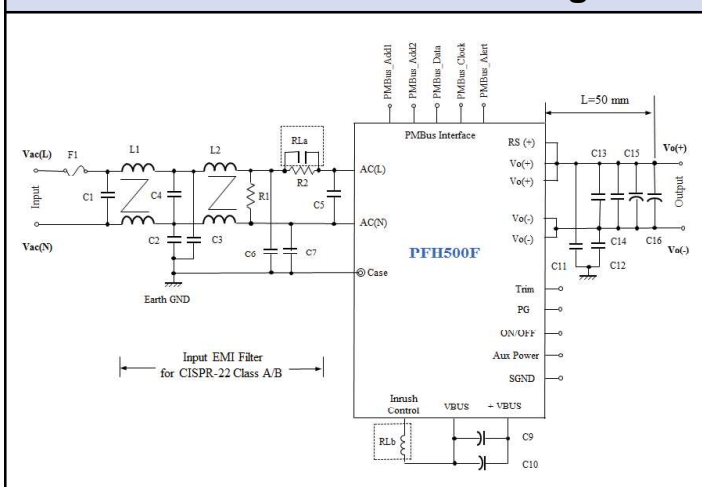 PMBus_Add1
PMBus_Add2
PMBus_Data
PMBus_Clock
PMBus_Alert
L=50 mm
PMBus Interface
RLa
Vac(L)
F1
L1
L2
RS (+)
Vo(+)
Vo(+)
Vo(+)
C13
C15
R2
AC(L)
Input
C1
C4
R1
C5
Output
AC(N)
Vo(-)
Vo(-)
Vo(-)
Vac(N)
C2
C3
C6
C7
PFH500F
C14
C16
C11
C12
Case
Earth GND
Trim
PG
ON/OFF
Aux Power
SGND
Input EMI Filter
for CISPR-22 Class A/B
Inrush
Control
VBUS
+ VBUS
RLb
C9
C10